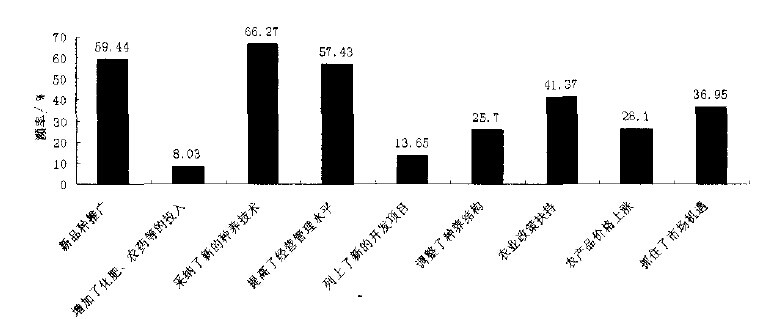 频率/%
70
60
50
40
30
20
10
0
59.44
8.03
66.27
57.43
13.65
25.7
41.37
26.1
36.95
新品种推广
增加了化肥、农药等的投入
采纳了新的种养技术
提高了经营管理水平
列上了新的开发项目
调整了种养结构
农业政策扶持
农产品价格上涨
抓住了市场机遇